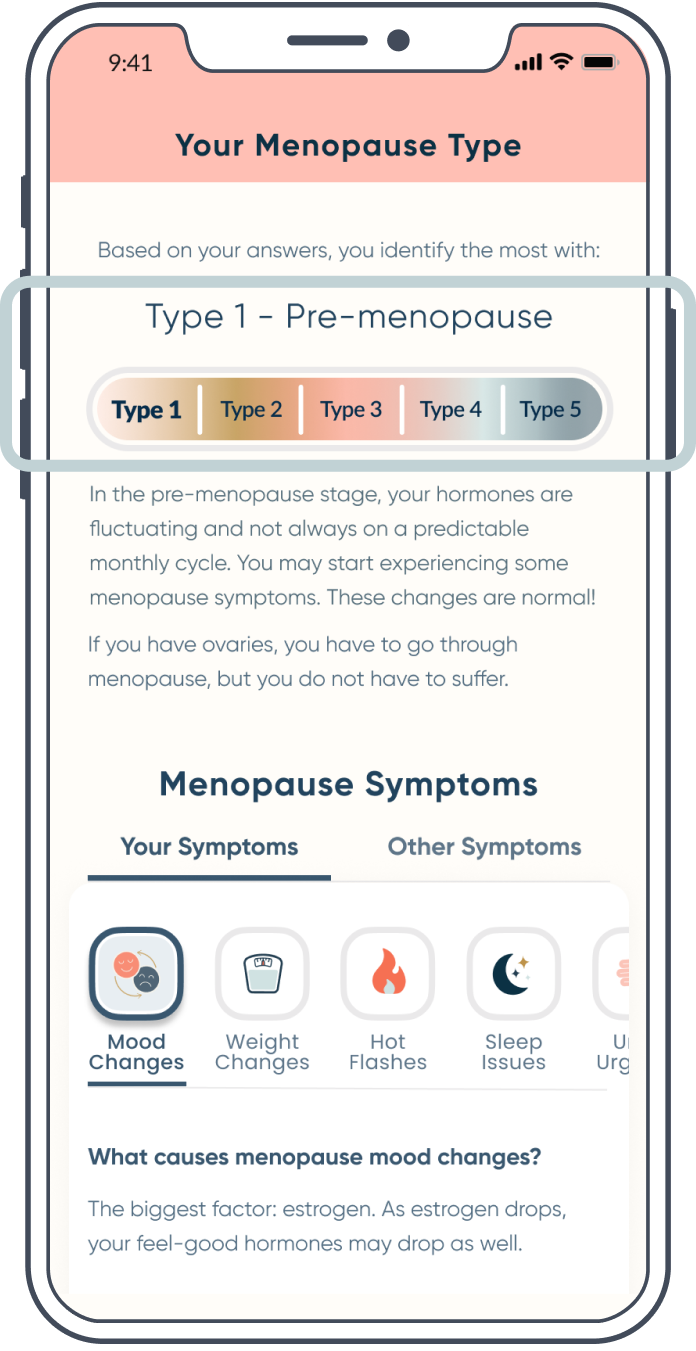 9:41
Your Menopause Type
Based on your answers, you identify the most with:
Type 1 - Pre-menopause
Type 1 Type 2 Type 3 Type 4 Type 5
In the pre-menopause stage, your hormones are
fluctuating and not always on a predictable
monthly cycle. You may start experiencing some
menopause symptoms. These changes are normal!
If you have ovaries, you have to go through
menopause, but you do not have to suffer.
Menopause Symptoms
Your Symptoms Other Symptoms
Mood Weight Hot Sleep
Changes Changes Flashes Issues
What causes menopause mood changes?
The biggest factor: estrogen. As estrogen drops,
your feel-good hormones may drop as well.